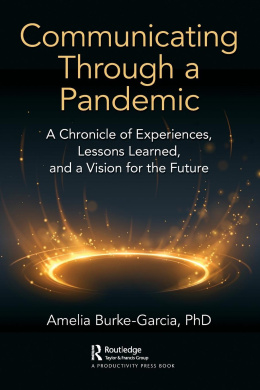 Communicating
Through a
Pandemic
A Chronicle of Experiences,
Lessons Learned,
and a Vision for the Future
Amelia Burke-Garcia, PhD
R Routledge
Taylor & Francis Group
A PRODUCTIVITY PRESS BOOK